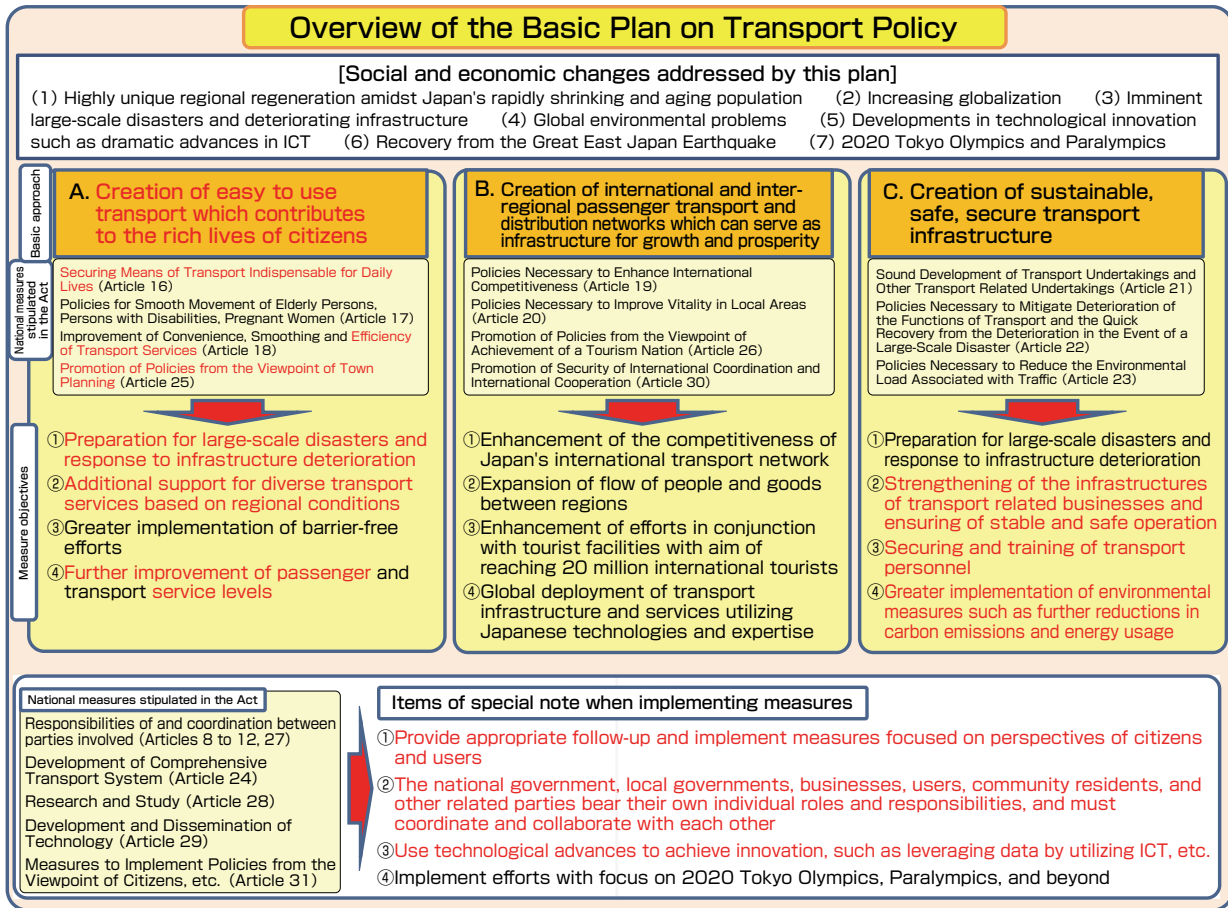 Overview of the Basic Plan on Transport Policy
[Social and economic changes addressed by this plan]
(1) Highly unique regional regeneration amidst Japan's rapidly shrinking and aging population (2) Increasing globalization (3) Imminent
large-scale disasters and deteriorating infrastructure (4) Global environmental problems (5) Developments in technological innovation
such as dramatic advances in ICT (6) Recovery from the Great East Japan Earthquake (7) 2020 Tokyo Olympics and Paralympics
Basic approach
A. Creation of easy to use
transport which contributes
to the rich lives of citizens
B. Creation of international and inter-
regional passenger transport and
distribution networks which can serve as
infrastructure for growth and prosperity
C. Creation of sustainable,
safe, secure transport
infrastructure
National measures
stipulated
in the Act
Securing Means of Transport Indispensable for Daily
Lives (Article 16)
Policies for Smooth Movement of Elderly Persons,
Persons with Disabilities, Pregnant Women (Article 17)
Improvement of Convenience, Smoothing and Efficiency
of Transport Services (Article 18)
Promotion of Policies from the Viewpoint of Town
Planning (Article 25)
Policies Necessary to Enhance International
Competitiveness (Article 19)
Policies Necessary to Improve Vitality in Local Areas
(Article 20)
Promotion of Policies from the Viewpoint of
Achievement of a Tourism Nation (Article 26)
Promotion of Security of International Coordination and
International Cooperation (Article 30)
Sound Development of Transport Undertakings and
Other Transport Related Undertakings (Article 21)
Policies Necessary to Mitigate Deterioration of
the Functions of Transport and the Quick
Recovery from the Deterioration in the Event of a
Large-Scale Disaster (Article 22)
Policies Necessary to Reduce the Environmental
Load Associated with Traffic (Article 23)
Measure objectives
①Preparation for large-scale disasters and
response to infrastructure deterioration
②Additional support for diverse transport
services based on regional conditions
③Greater implementation of barrier-free
efforts
④Further improvement of passenger and
transport service levels
①Enhancement of the competitiveness of
Japan's international transport network
②Expansion of flow of people and goods
between regions
③Enhancement of efforts in conjunction
with tourist facilities with aim of
reaching 20 million international tourists
④Global deployment of transport
infrastructure and services utilizing
Japanese technologies and expertise
①Preparation for large-scale disasters and
response to infrastructure deterioration
②Strengthening of the infrastructures
of transport related businesses and
ensuring of stable and safe operation
③Securing and training of transport
personnel
④Greater implementation of environmental
measures such as further reductions in
carbon emissions and energy usage
National measures stipulated in the Act
Responsibilities of and coordination between
parties involved (Articles 8 to 12, 27)
Development of Comprehensive
Transport System (Article 24)
Research and Study (Article 28)
Development and Dissemination of
Technology (Article 29)
Measures to Implement Policies from the
Viewpoint of Citizens, etc. (Article 31)
Items of special note when implementing measures
①Provide appropriate follow-up and implement measures focused on perspectives of citizens
and users
②The national government, local governments, businesses, users, community residents, and
other related parties bear their own individual roles and responsibilities, and must
coordinate and collaborate with each other
③Use technological advances to achieve innovation, such as leveraging data by utilizing ICT, etc.
④Implement efforts with focus on 2020 Tokyo Olympics, Paralympics, and beyond